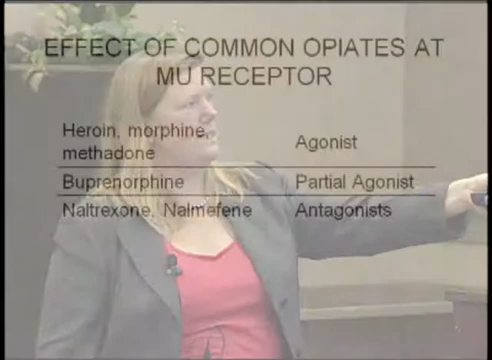 EFFECT OF COMMON OPIATES AT
MU RECEPTOR
Heroin, morphine,
methadone
Agonist
Buprenorphine Partial Agonist
Naltrexone, Nalmefene Antagonists